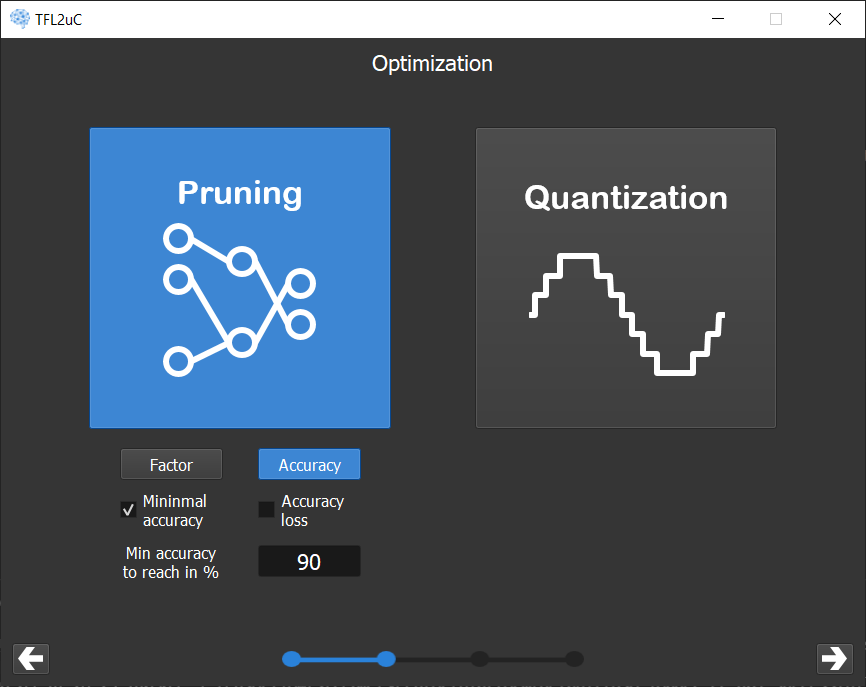 TFL2uC
Optimization
Pruning
Quantization
Factor
Accuracy
Mininmal
accuracy
Accuracy
loss
Min accuracy
to reach in %
90